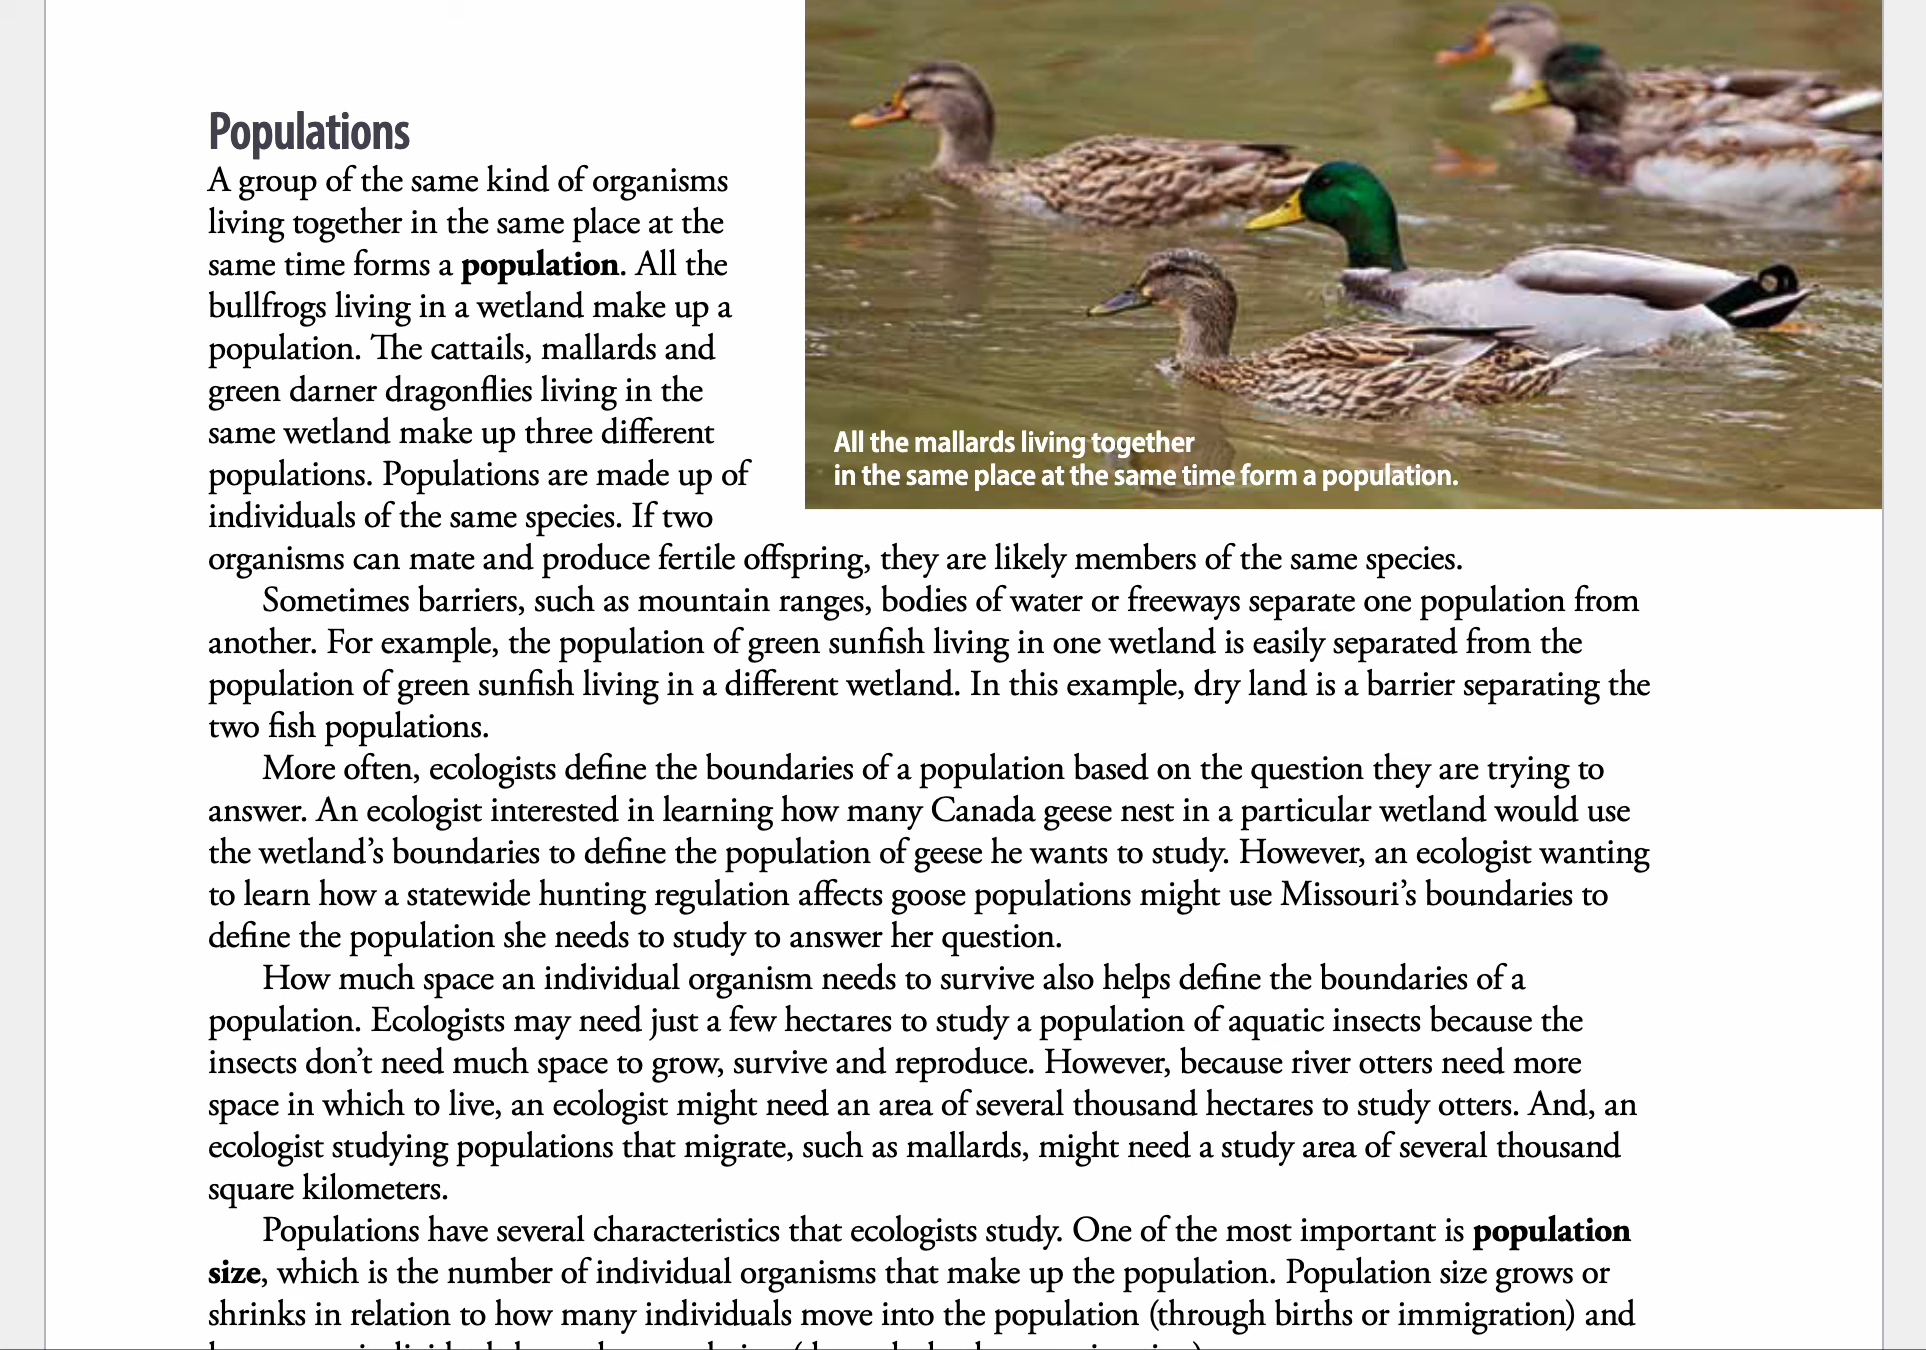 Populations
A group of the same kind of organisms
living together in the same place at the
same time forms a population. All the
bullfrogs living in a wetland make up a
population. The cattails, mallards and
green darner dragonflies living in the
same wetland make up three different
populations. Populations are made up of
individuals of the same species. If two
organisms can mate and produce fertile offspring, they are likely members of the same species.
All the mallards living together
in the same place at the same time form a population.
Sometimes barriers, such as mountain ranges, bodies of water or freeways separate one population from
another. For example, the population of green sunfish living in one wetland is easily separated from the
population of green sunfish living in a different wetland. In this example, dry land is a barrier separating the
two fish populations.
More often, ecologists define the boundaries of a population based on the question they are trying to
answer. An ecologist interested in learning how many Canada geese nest in a particular wetland would use
the wetland’s boundaries to define the population of geese he wants to study. However, an ecologist wanting
to learn how a statewide hunting regulation affects goose populations might use Missouri’s boundaries to
define the population she needs to study to answer her question.
How much space an individual organism needs to survive also helps define the boundaries of a
population. Ecologists may need just a few hectares to study a population of aquatic insects because the
insects don’t need much space to grow, survive and reproduce. However, because river otters need more
space in which to live, an ecologist might need an area of several thousand hectares to study otters. And, an
ecologist studying populations that migrate, such as mallards, might need a study area of several thousand
square kilometers.
Populations have several characteristics that ecologists study. One of the most important is population
size, which is the number of individual organisms that make up the population. Population size grows or
shrinks in relation to how many individuals move into the population (through births or immigration) and